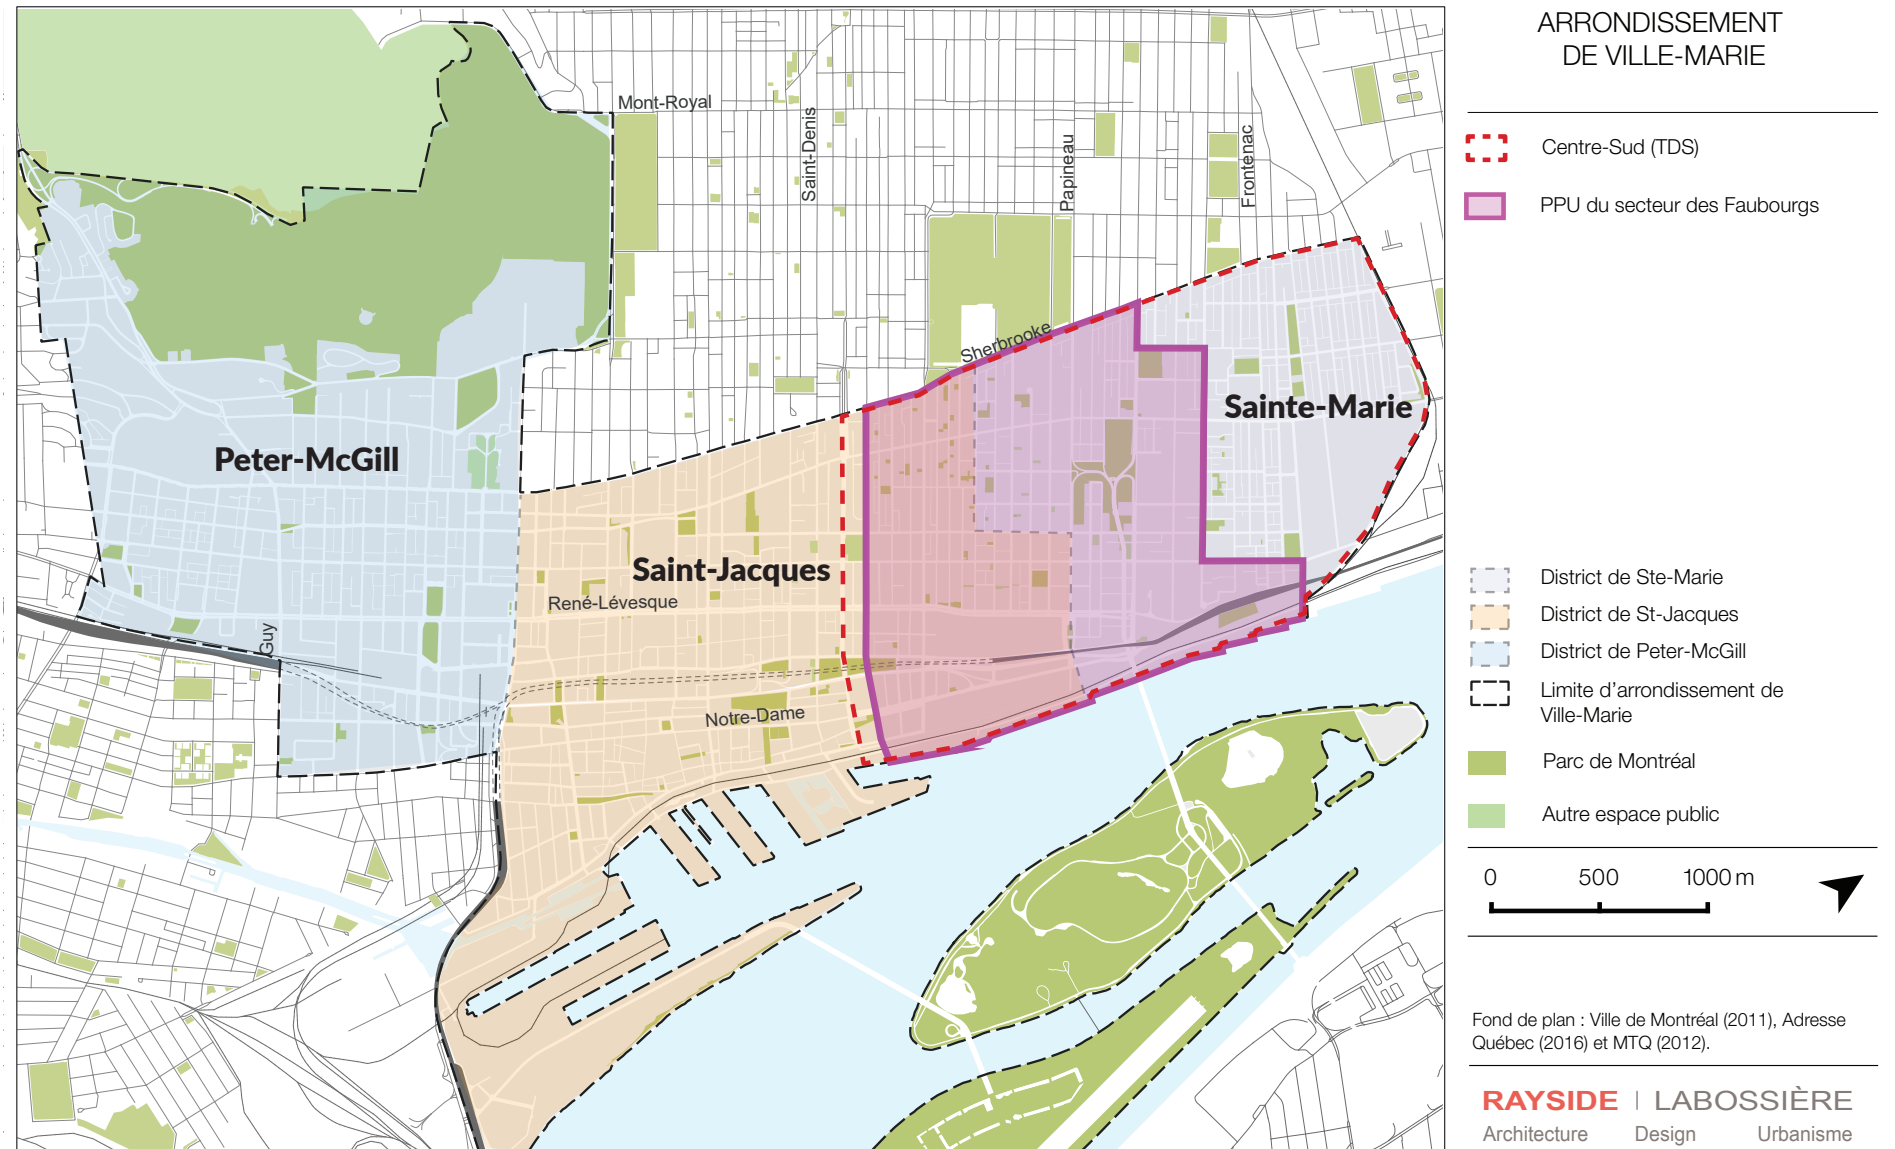 ARRONDISSEMENT
DE VILLE-MARIE
Centre-Sud (TDS)
PPU du secteur des Faubourgs
District de Ste-Marie
District de St-Jacques
District de Peter-McGill
Limite d'arrondissement de
Ville-Marie
Parc de Montréal
Autre espace public
0 500 1000 m
Fond de plan : Ville de Montréal (2011), Adresse
Québec (2016) et MTQ (2012).
RAYSIDE | LABOSSIÈRE
Architecture Design Urbanisme
Mont-Royal
Saint-Denis
Papineau
Frontenac
Sherbrooke
Sainte-Marie
Peter-McGill
Saint-Jacques
René-Lévesque
Guy
Notre-Dame